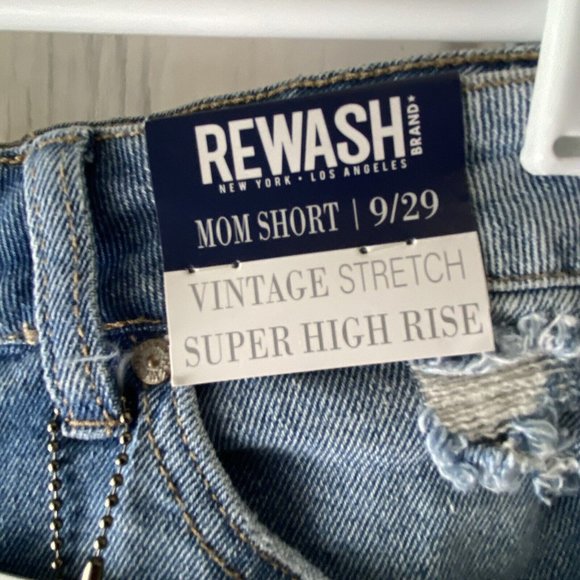 REWASH
BRAND*
NEW YORK • LOS ANGELES
MOM SHORT | 9/29
VINTAGE STRETCH
SUPER HIGH RISE